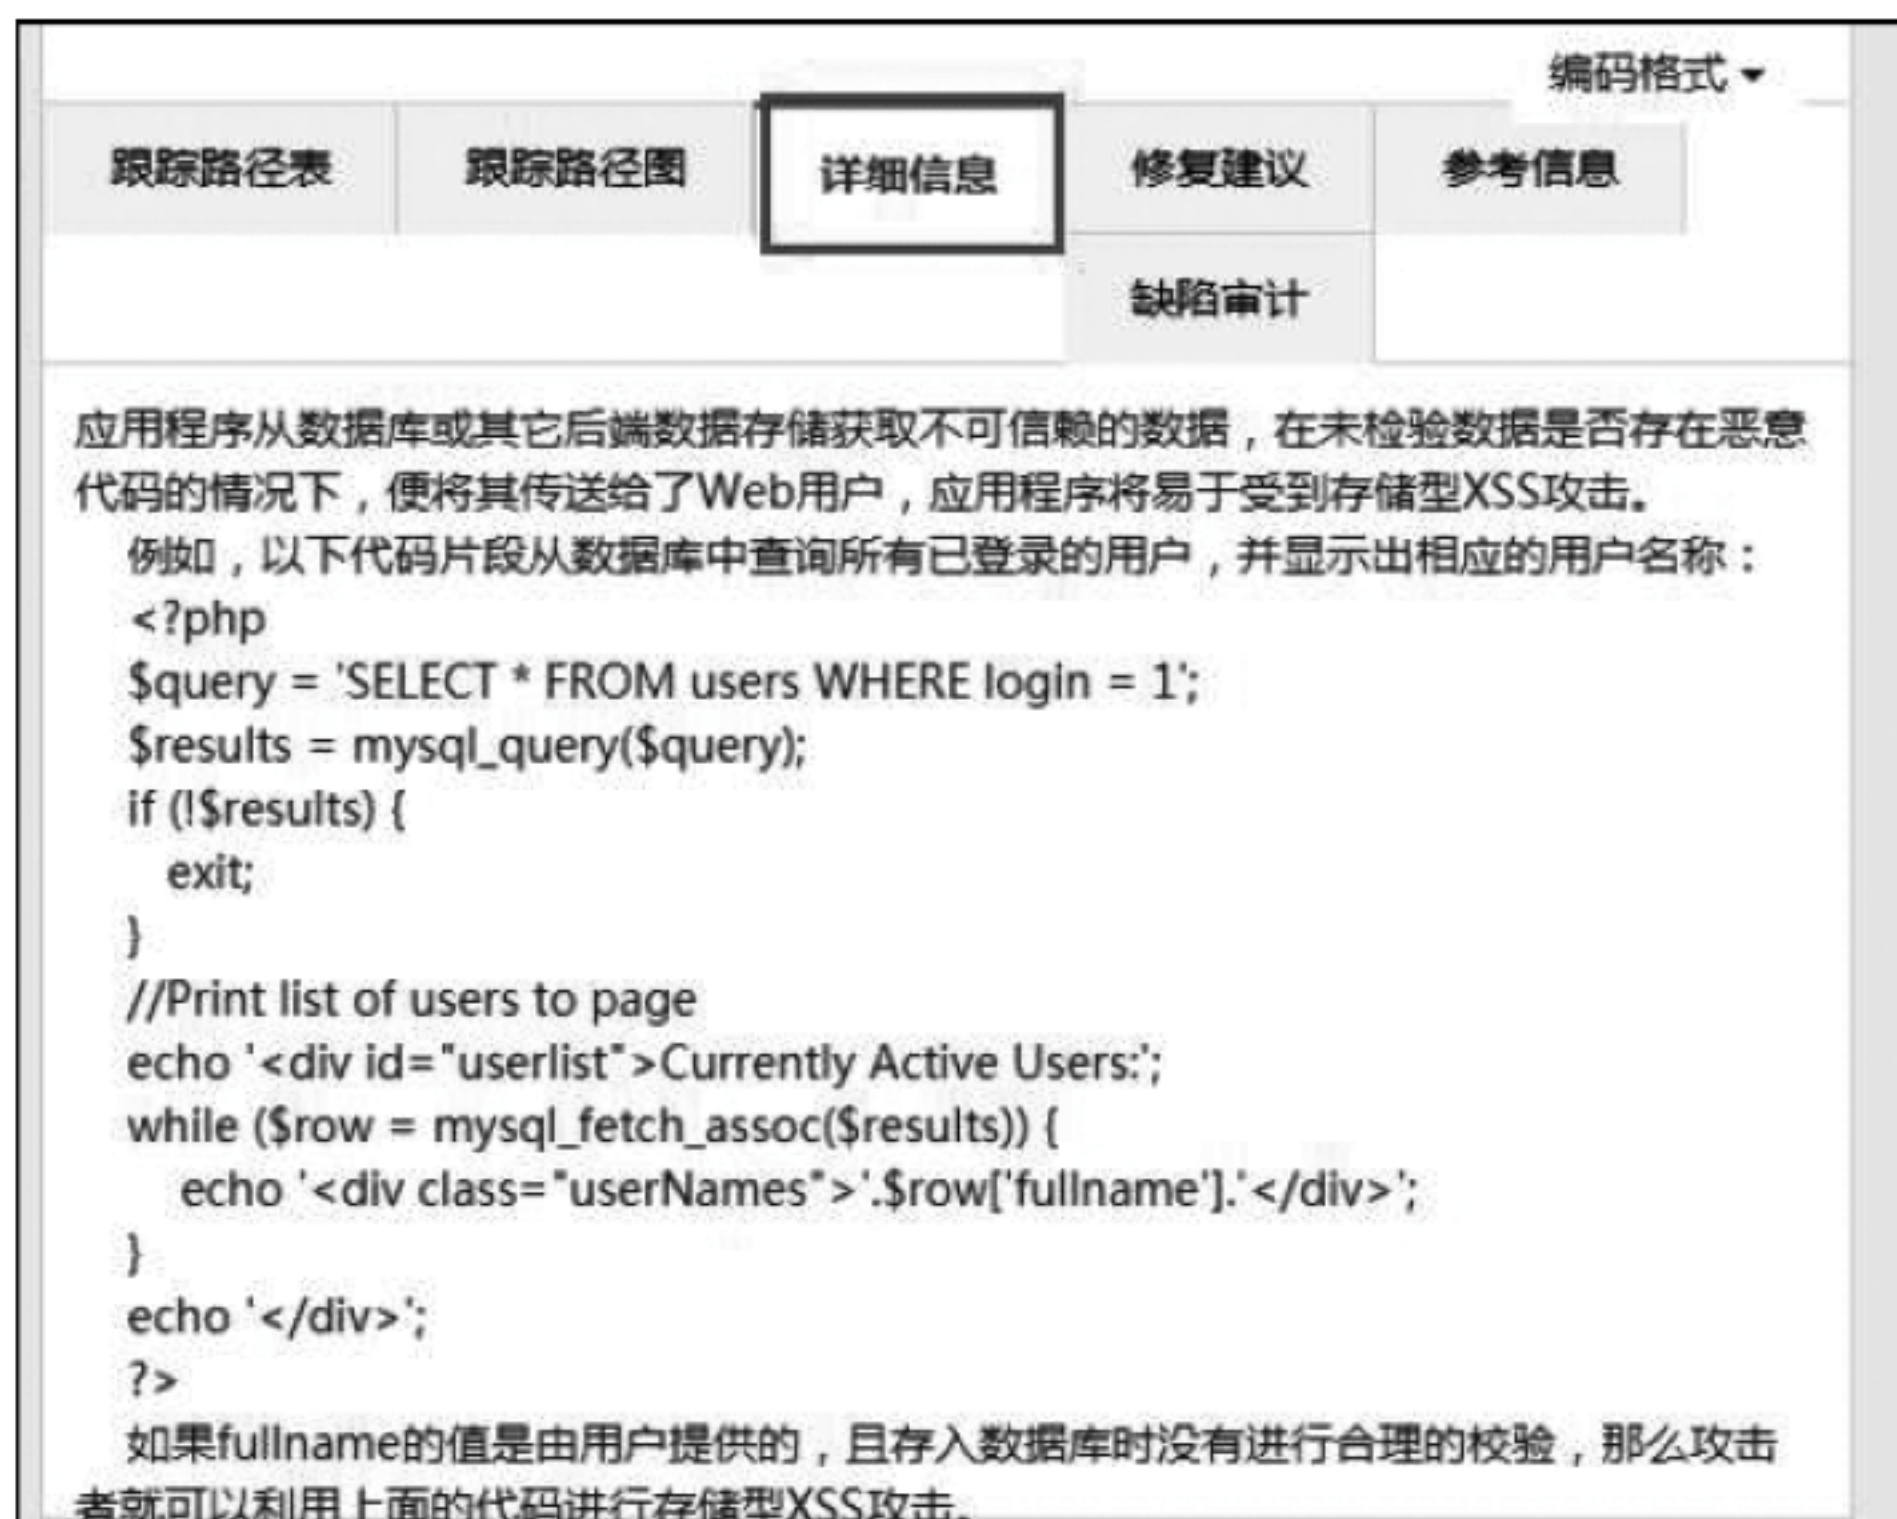 编码格式
跟踪路径表 跟踪路径图 详细信息 修复建议 参考信息
缺陷审计
应用程序从数据库或其它后端数据存储获取不可信赖的数据，在未检验数据是否存在恶意
代码的情况下，便将其传送给了Web用户，应用程序将易于受到存储型XSS攻击。
例如，以下代码片段从数据库中查询所有已登录的用户，并显示出相应的用户名称：
<?php
$query = 'SELECT * FROM users WHERE login = 1';
$results = mysql_query($query);
if (!$results) {
exit;
}
//Print list of users to page
echo '<div id="userlist">Currently Active Users:';
while ($row = mysql_fetch_assoc($results)) {
echo '<div class="userNames">'.$row['fullname'].'</div>';
}
echo '</div>';
?>
如果fullname的值是由用户提供的，且存入数据库时没有进行合理的校验，那么攻击
者就可以利用上面的代码进行存储型XSS攻击。